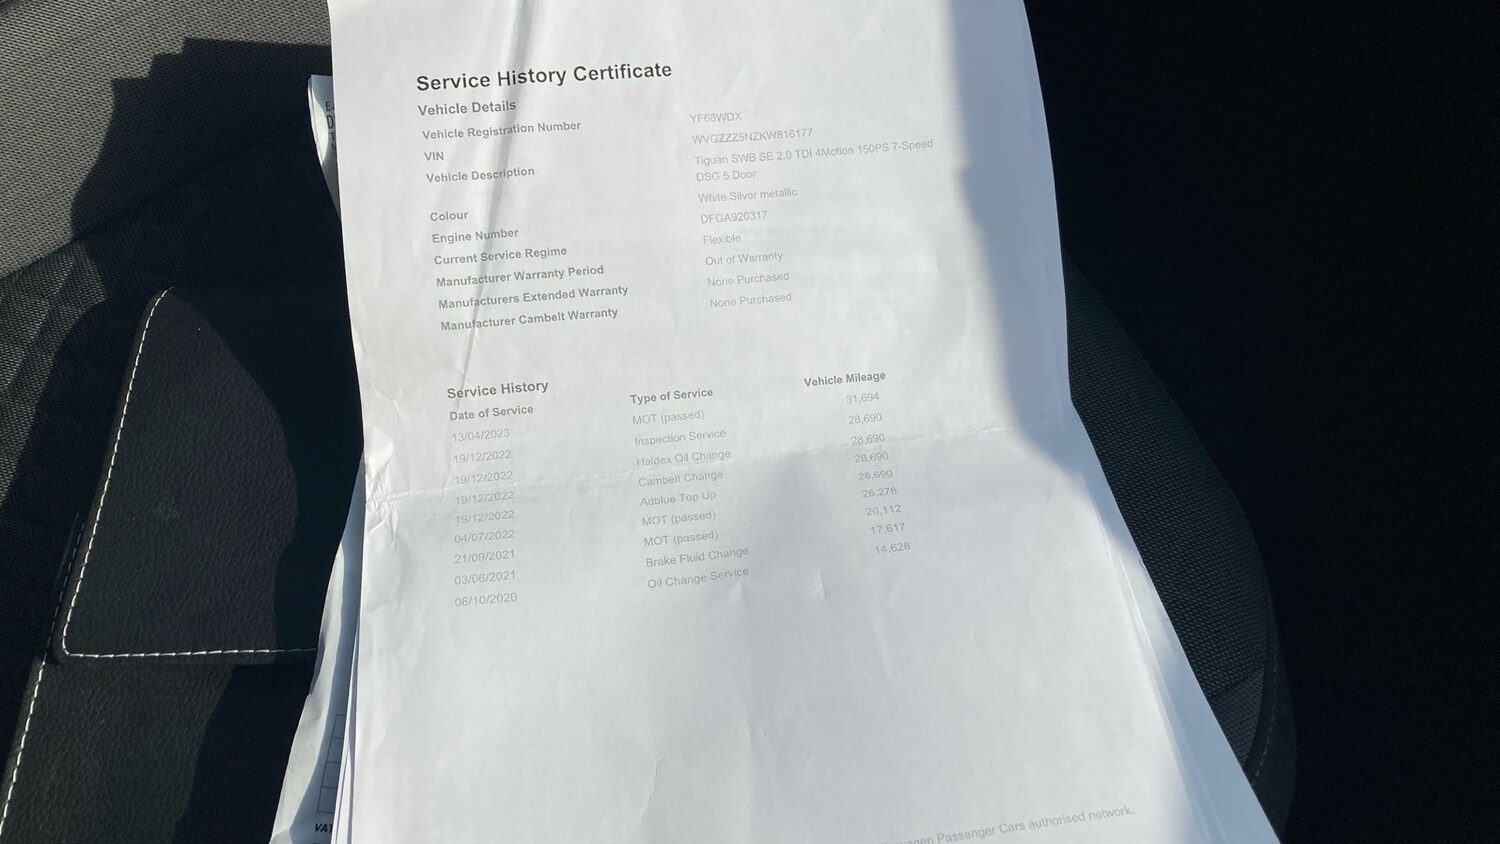 Service History Certificate
Vehicle Details
Vehicle Registration Number YF68WDX
VIN WVGZZZ5NZKW816177
Vehicle Description Tiguan SWB SE 2.0 TDI 4Motion 150PS 7-Speed
DSG 5 Door
Colour White Silver metallic
Engine Number DFGA920317
Current Service Regime Flexible
Manufacturer Warranty Period Out of Warranty
Manufacturers Extended Warranty None Purchased
Manufacturer Cambelt Warranty None Purchased
Service History
Date of Service Type of Service Vehicle Mileage
13/04/2023 MOT (passed) 31,694
19/12/2022 Inspection Service 28,690
19/12/2022 Haldex Oil Change 28,690
19/12/2022 Cambelt Change 28,690
19/12/2022 Adblue Top Up 28,690
04/07/2022 MOT (passed) 26,278
21/09/2021 MOT (passed) 20,112
03/06/2021 Brake Fluid Change 17,617
06/10/2020 Oil Change Service 14,628
Passenger Cars authorised network.
VAT